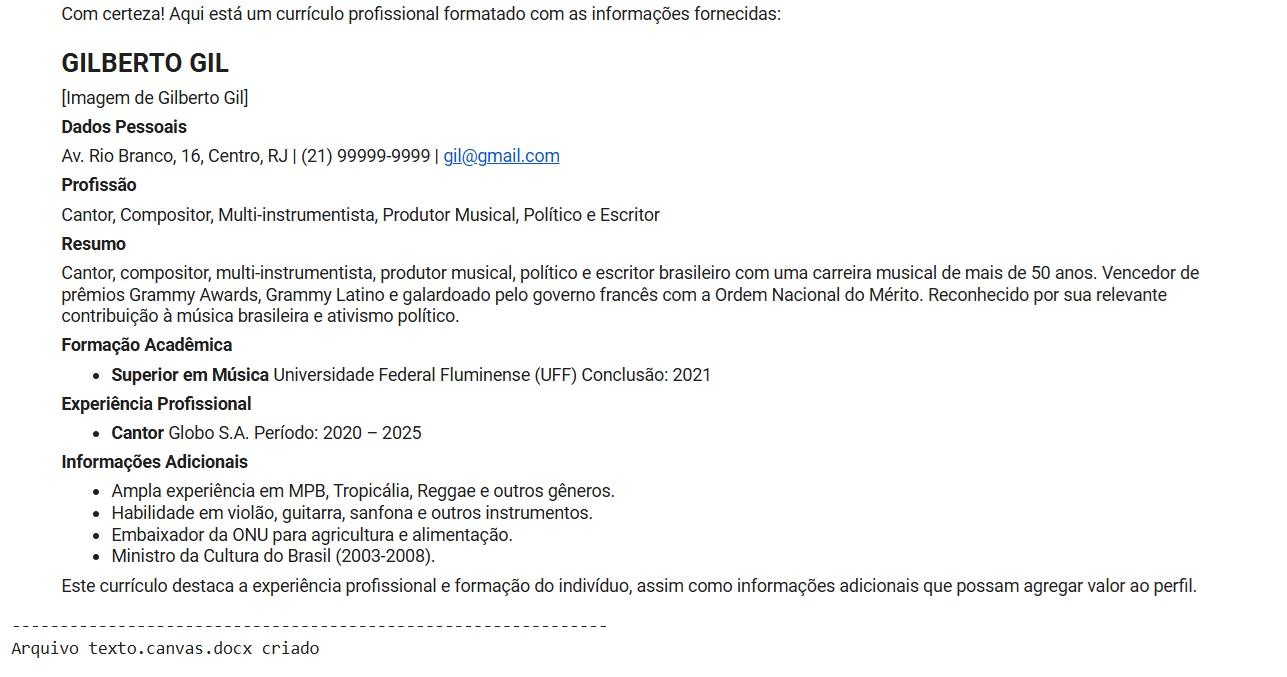 Com certeza! Aqui está um currículo profissional formatado com as informações fornecidas:
GILBERTO GIL
[Imagem de Gilberto Gil]
Dados Pessoais
Av. Rio Branco, 16, Centro, RJ | (21) 99999-9999 | gil@gmail.com
Profissão
Cantor, Compositor, Multi-instrumentista, Produtor Musical, Político e Escritor
Resumo
Cantor, compositor, multi-instrumentista, produtor musical, político e escritor brasileiro com uma carreira musical de mais de 50 anos. Vencedor de
prêmios Grammy Awards, Grammy Latino e galardoado pelo governo francês com a Ordem Nacional do Mérito. Reconhecido por sua relevante
contribuição à música brasileira e ativismo político.
Formação Acadêmica
• Superior em Música Universidade Federal Fluminense (UFF) Conclusão: 2021
Experiência Profissional
• Cantor Globo S.A. Período: 2020 – 2025
Informações Adicionais
• Ampla experiência em MPB, Tropicália, Reggae e outros gêneros.
• Habilidade em violão, guitarra, sanfona e outros instrumentos.
• Embaixador da ONU para agricultura e alimentação.
• Ministro da Cultura do Brasil (2003-2008).
Este currículo destaca a experiência profissional e formação do indivíduo, assim como informações adicionais que possam agregar valor ao perfil.
--------------------------------------------------------------
Arquivo texto.canvas.docx criado